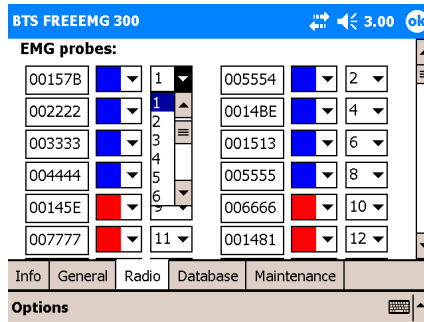 BTS FREEEMG 300 3.00 ok
EMG probes:
00157B 1 005554 2
002222 1 0014BE 4
2
003333 3 001513 6
4
004444 5 005555 8
6
00145E 006666 10
007777 11 001481 12
Info General Radio Database Maintenance
Options